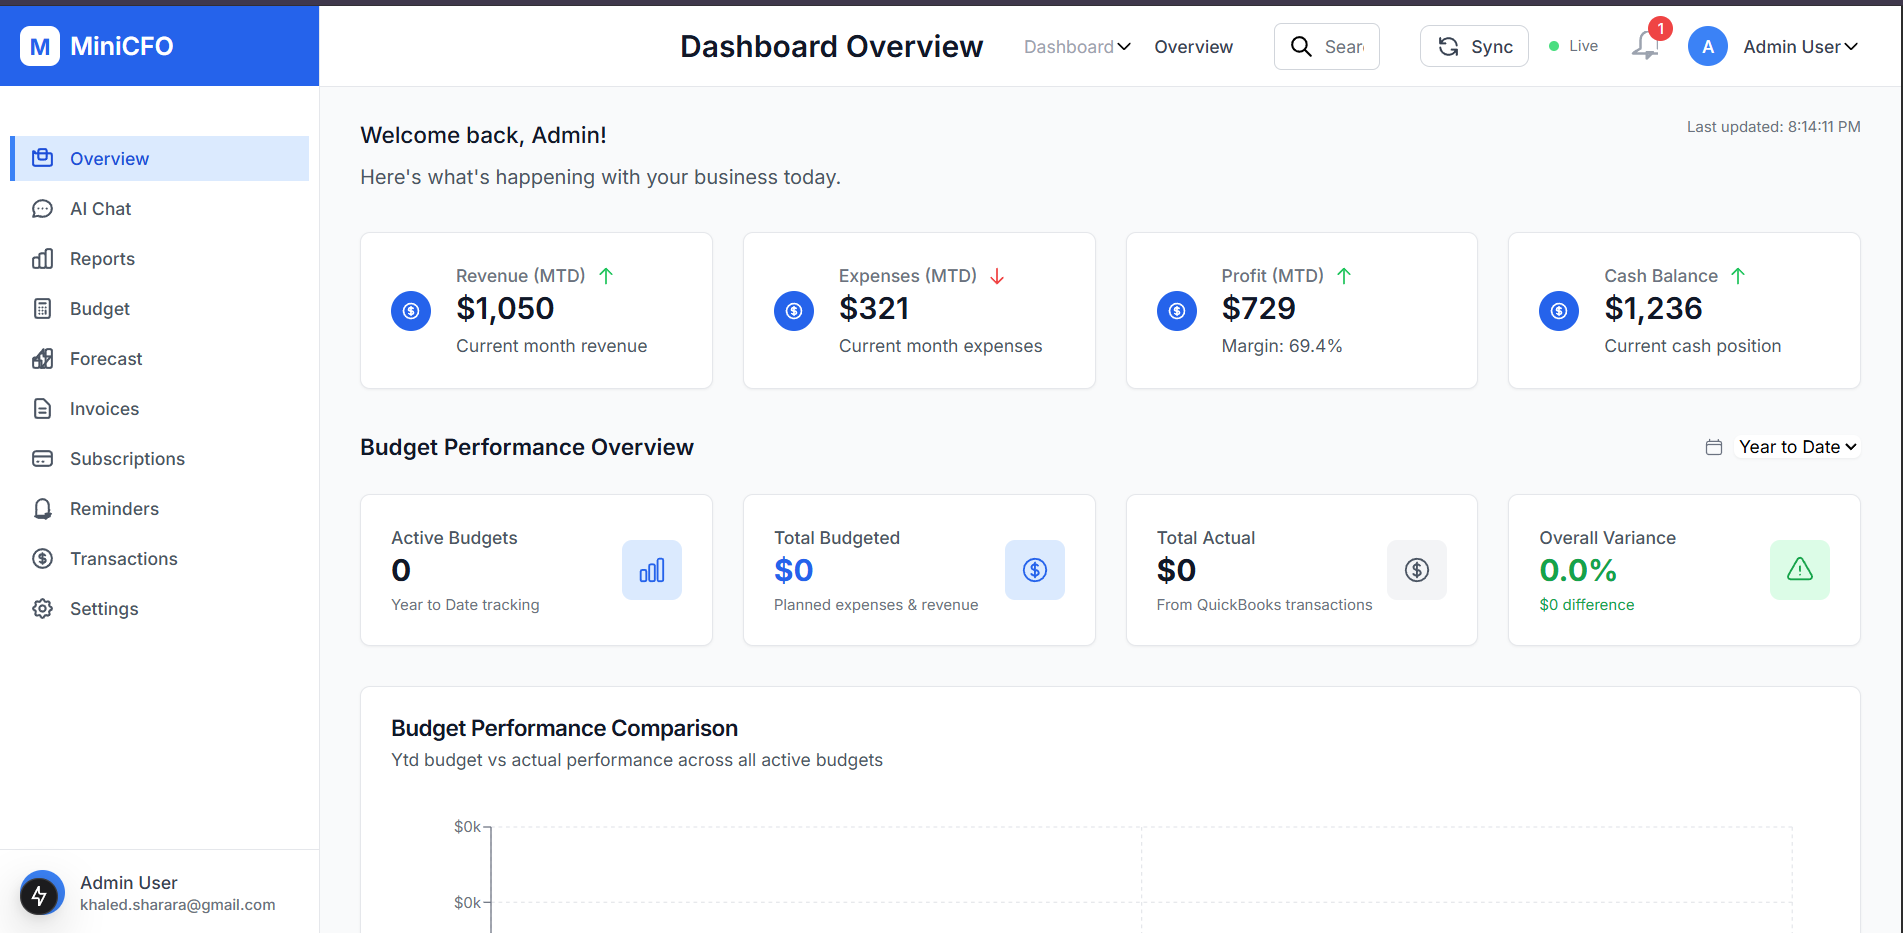 M MiniCFO
Dashboard Overview
Dashboard Overview
Sear
Sync
Live
1
A
Admin User
Overview
AI Chat
Reports
Budget
Forecast
Invoices
Subscriptions
Reminders
Transactions
Settings
Admin User
khaled.sharara@gmail.com
Welcome back, Admin!
Last updated: 8:14:11 PM
Here's what's happening with your business today.
Revenue (MTD)
$1,050
Current month revenue
Expenses (MTD)
$321
Current month expenses
Profit (MTD)
$729
Margin: 69.4%
Cash Balance
$1,236
Current cash position
Budget Performance Overview
Year to Date
Active Budgets
0
Year to Date tracking
Total Budgeted
$0
Planned expenses & revenue
Total Actual
$0
From QuickBooks transactions
Overall Variance
0.0%
$0 difference
Budget Performance Comparison
Ytd budget vs actual performance across all active budgets
$0k
$0k